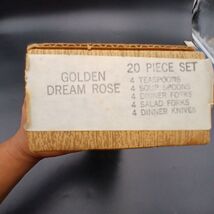 GOLDEN
DREAM ROSE
20 PIECE SET
4 TEASPOONS
4 SOUP SPOONS
4 DINNER FORKS
4 SALAD FORKS
4 DINNER KNIVES